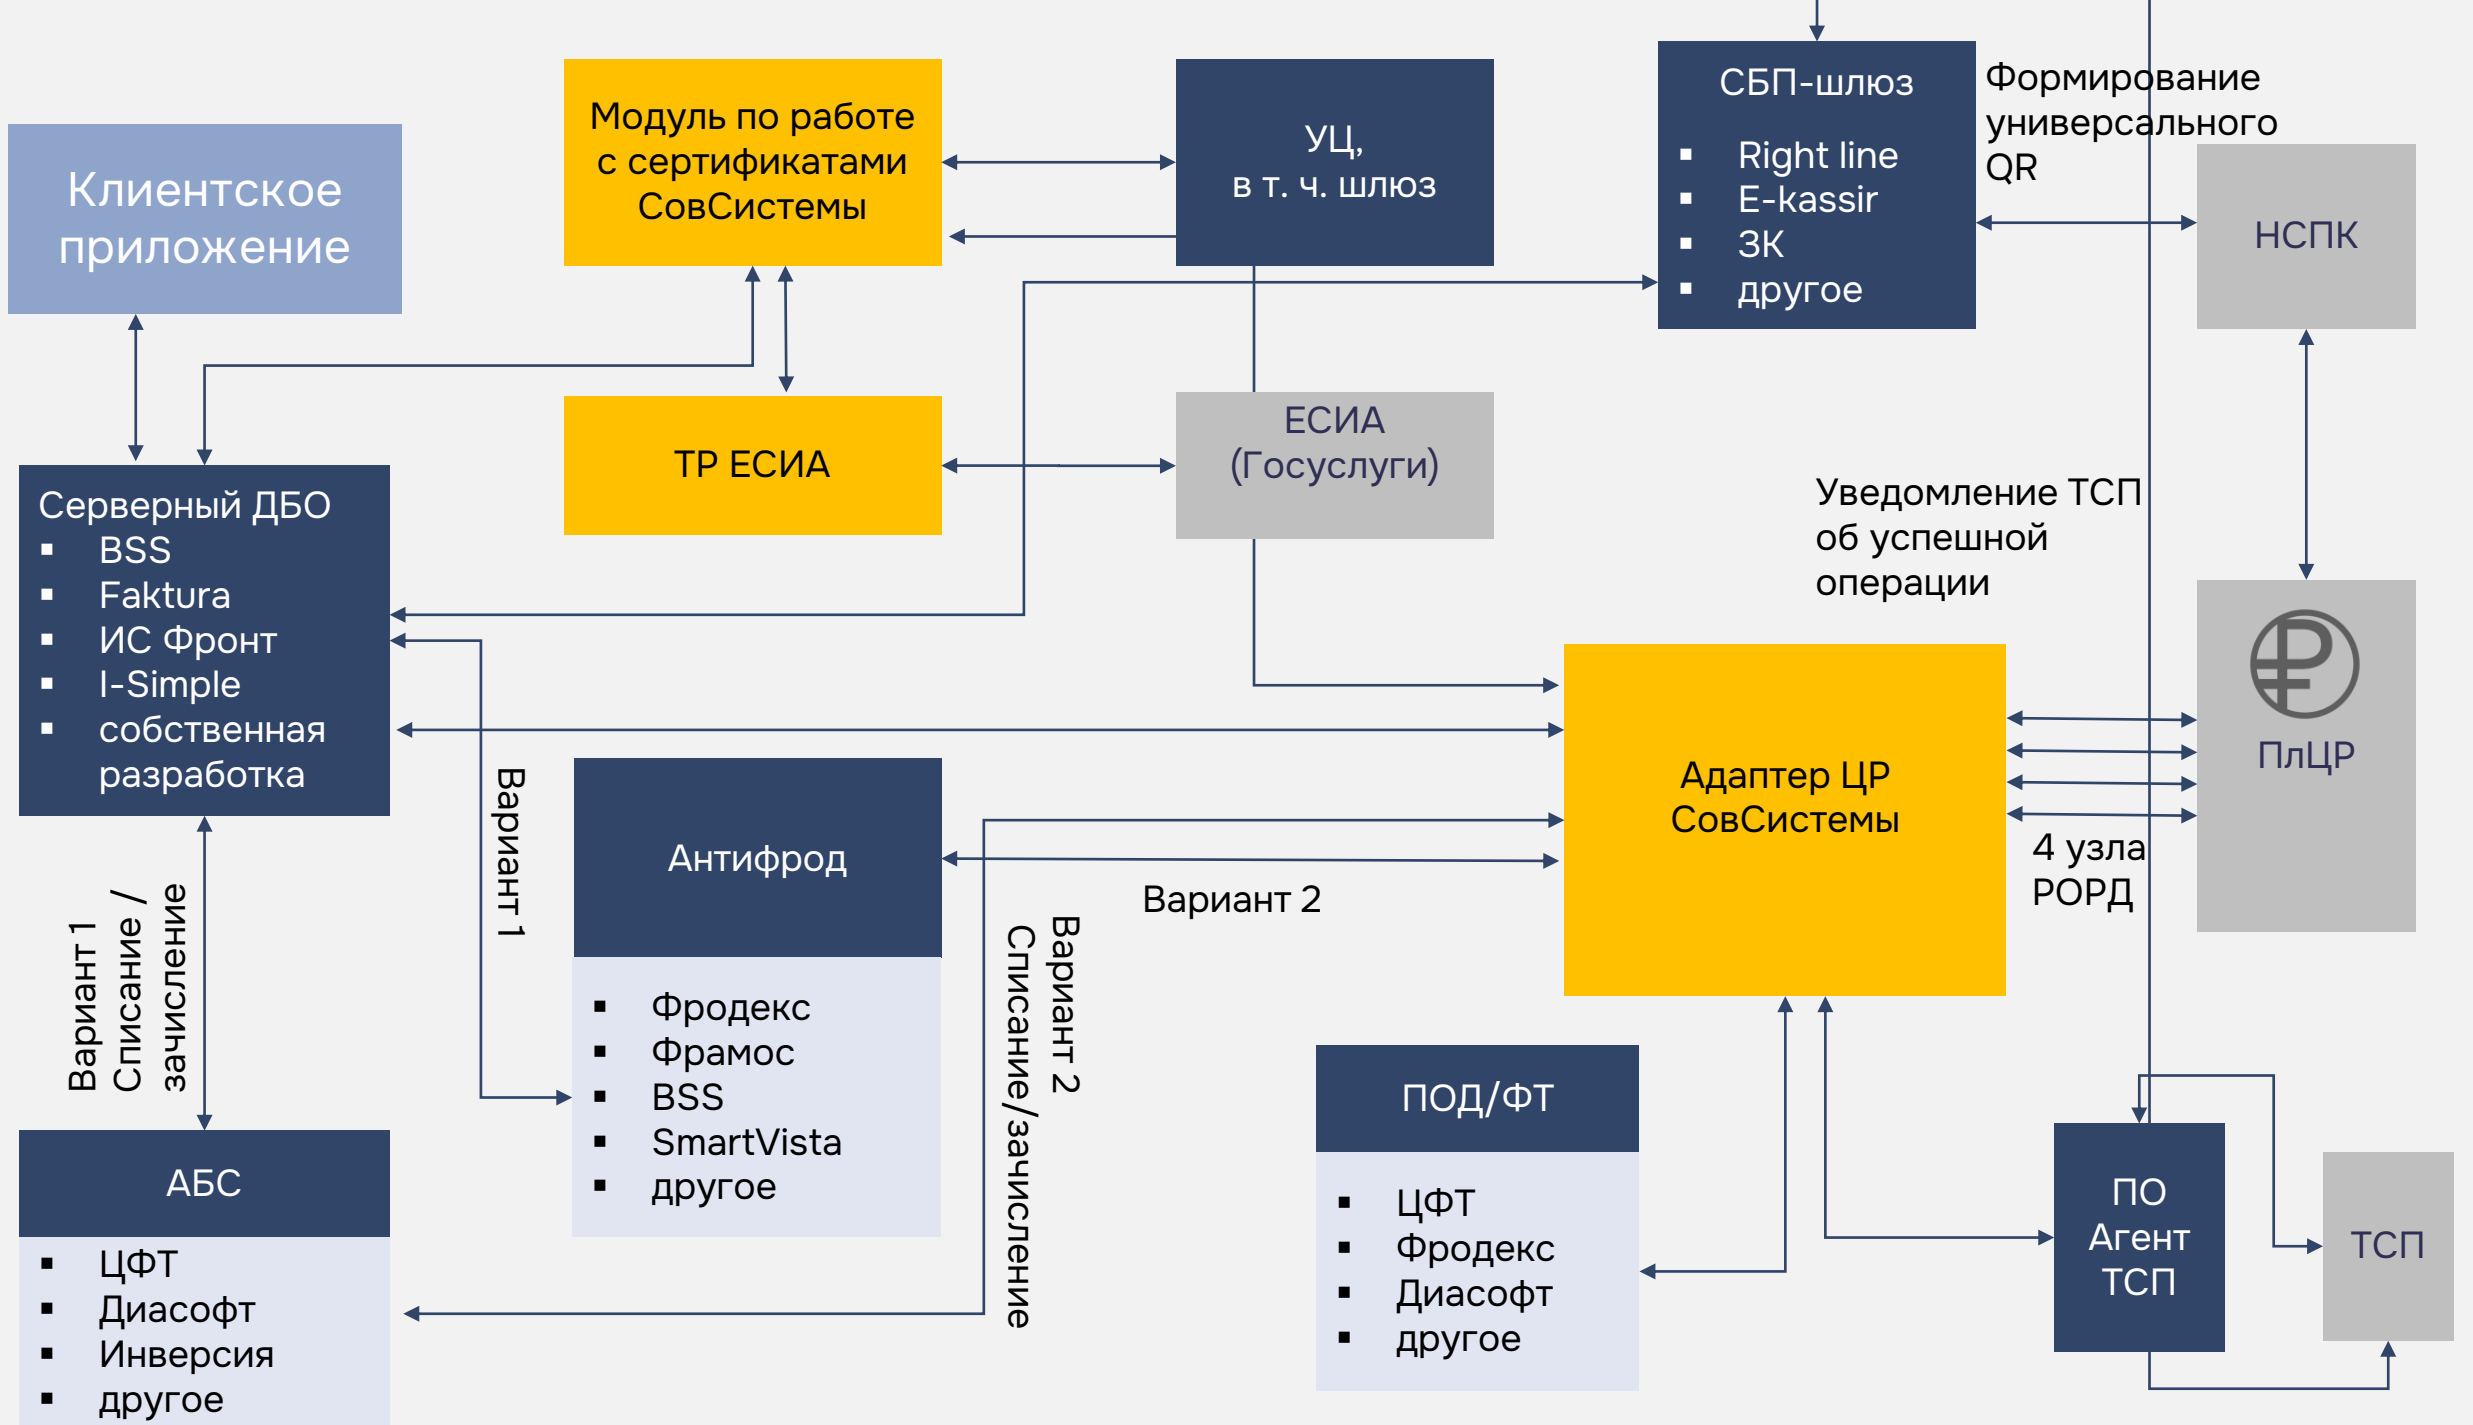 Клиентское
приложение
Модуль по работе
с сертификатами
СовСистемы
УЦ,
в т. ч. шлюз
СБП-шлюз
▪ Right line
▪ E-kassir
▪ ЗК
▪ другое
Формирование
универсального
QR
НСПК
ТР ЕСИА
ЕСИА
(Госуслуги)
Серверный ДБО
▪ BSS
▪ Faktura
▪ ИС Фронт
▪ I-Simple
▪ собственная
разработка
Уведомление ТСП
об успешной
операции
ПлЦР
Адаптер ЦР
СовСистемы
4 узла
РОРД
Вариант 1
Антифрод
▪ Фродекс
▪ Фрамос
▪ BSS
▪ SmartVista
▪ другое
Вариант 2
Вариант 1
Списание /
зачисление
Вариант 2
Списание/зачисление
АБС
▪ ЦФТ
▪ Диасофт
▪ Инверсия
▪ другое
ПОД/ФТ
▪ ЦФТ
▪ Фродекс
▪ Диасофт
▪ другое
ПО
Агент
ТСП
ТСП